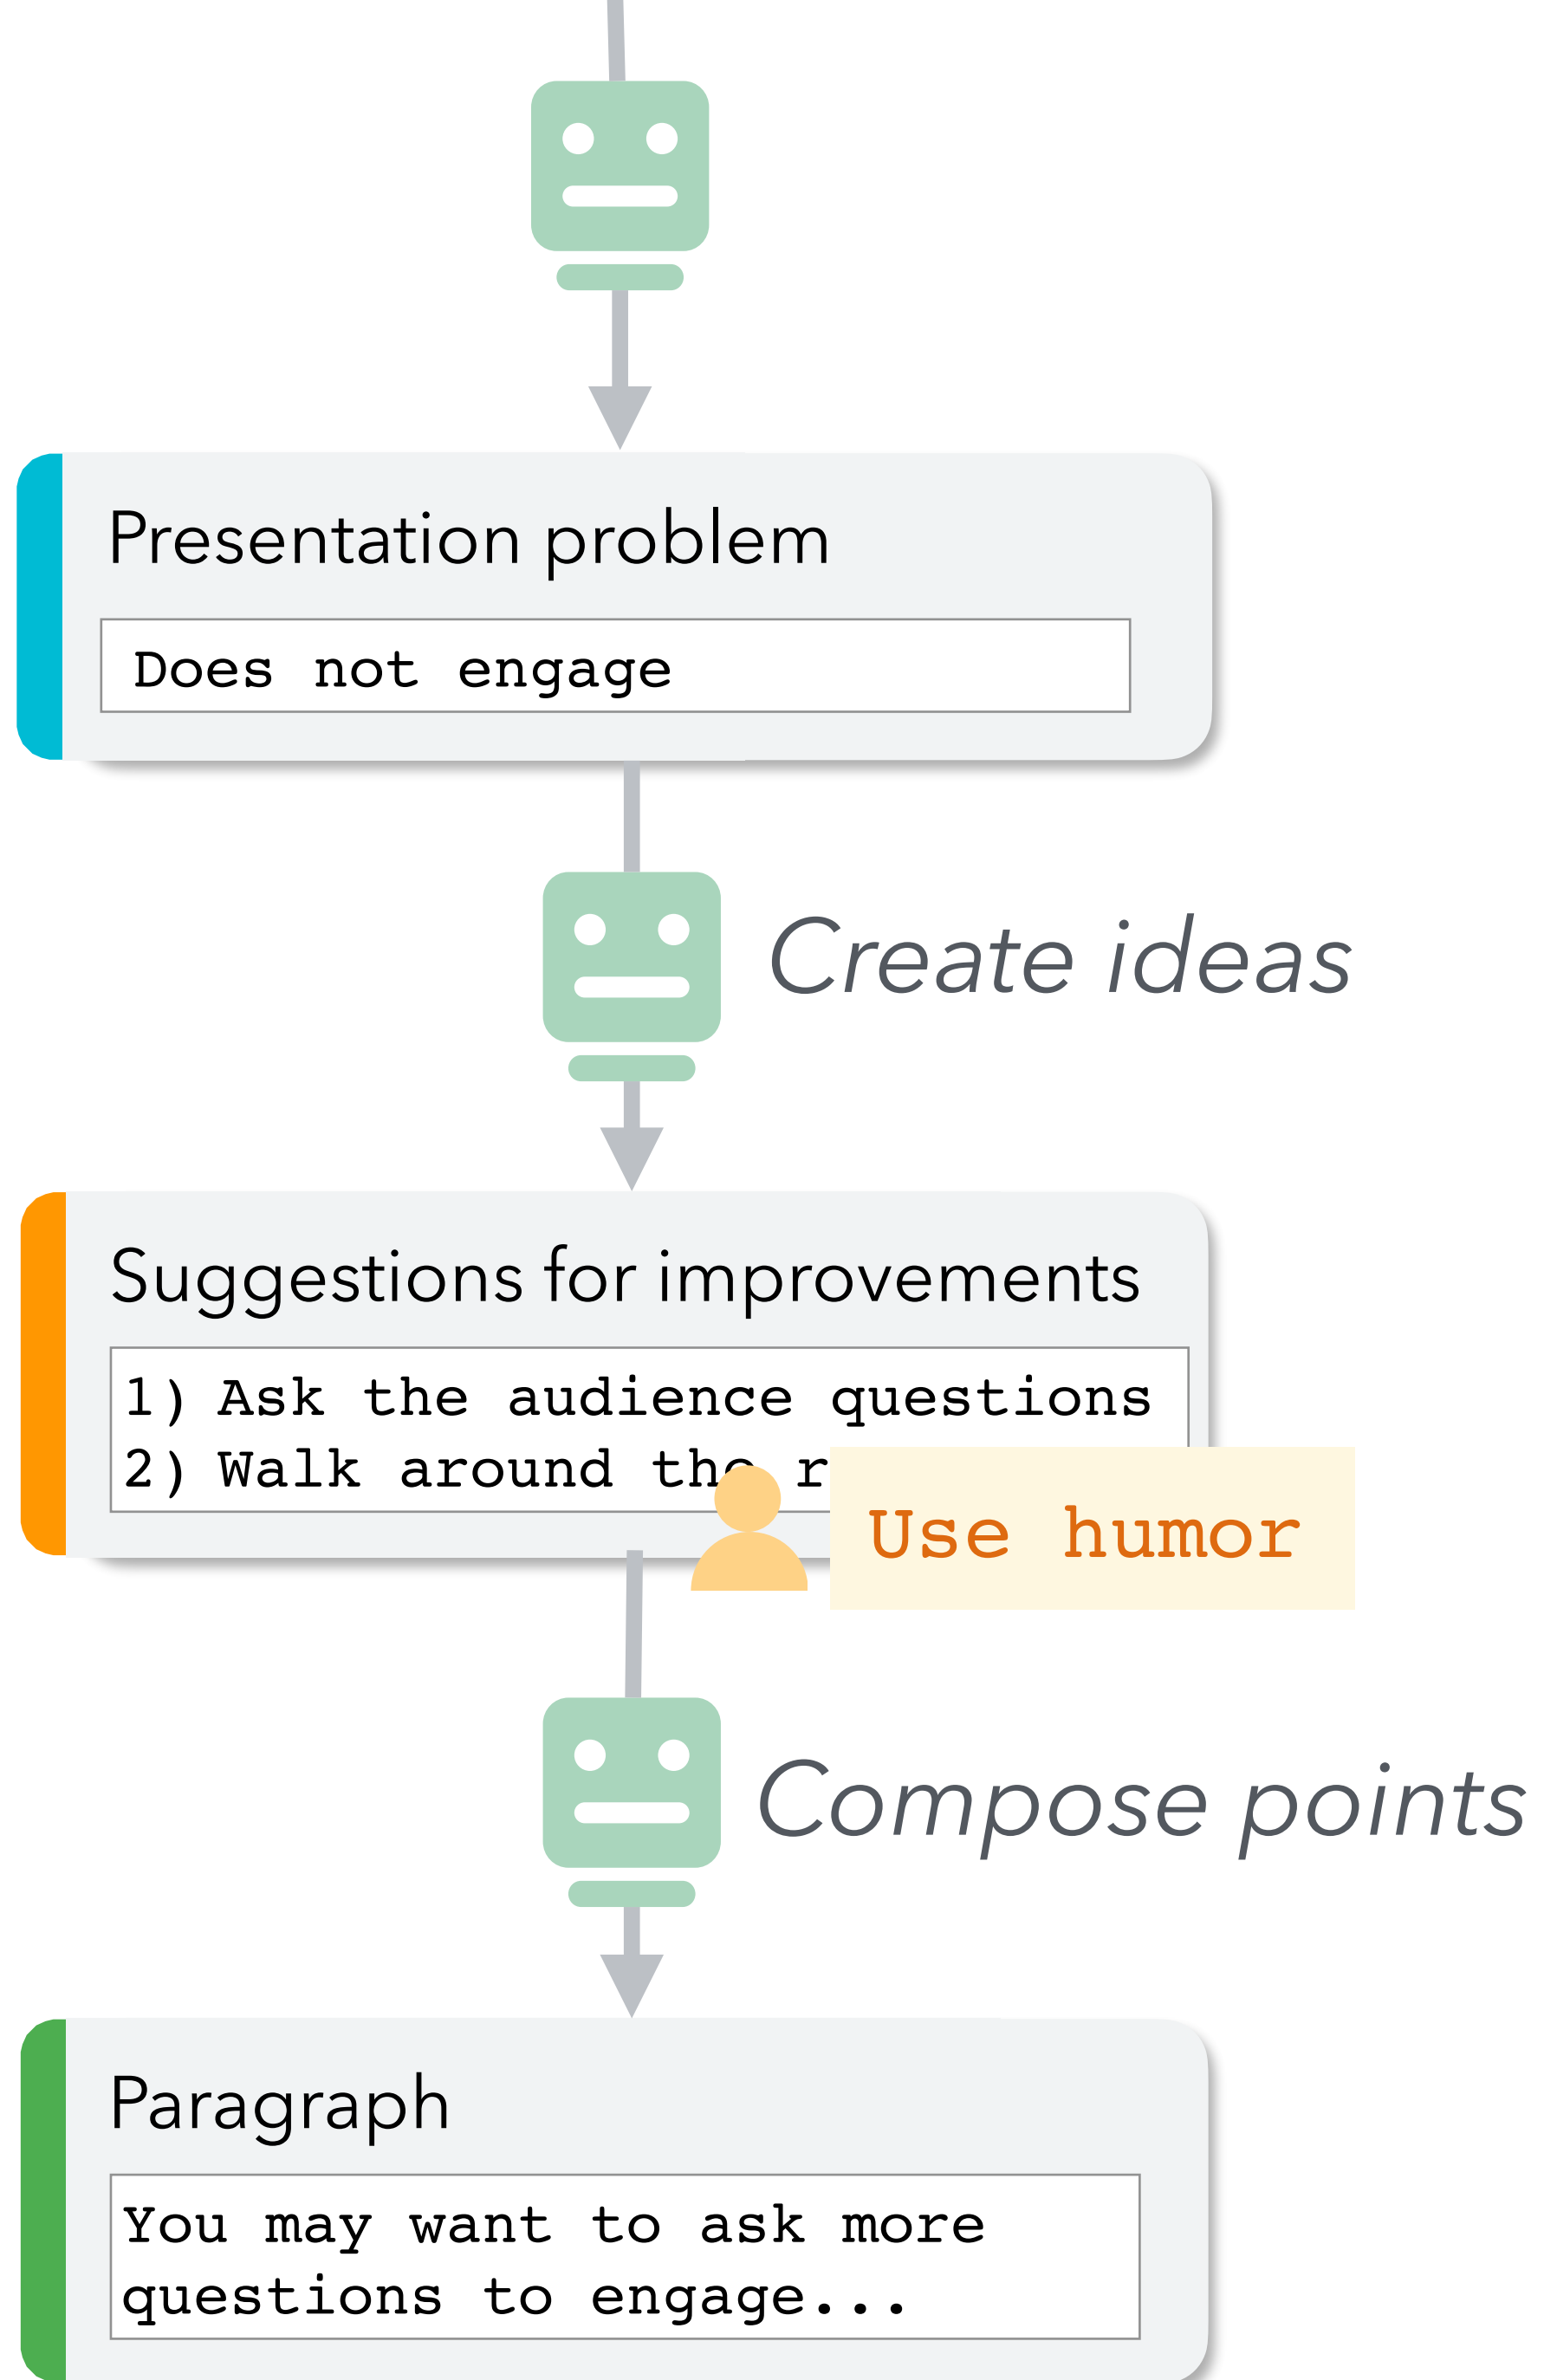 Presentation problem
Does not engage
Create ideas
Suggestions for improvements
1) Ask the audience questions
2) Walk around the r
Use humor
Compose points
Paragraph
You may want to ask more
questions to engage...